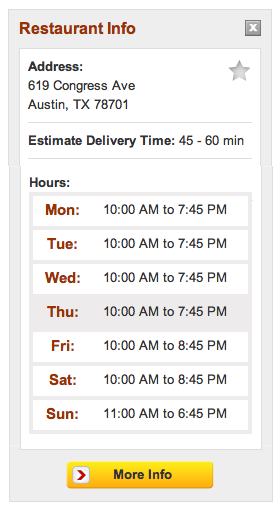 Restaurant Info
Address:
619 Congress Ave
Austin, TX 78701
Estimate Delivery Time: 45 - 60 min
Hours:
Mon: 10:00 AM to 7:45 PM
Tue: 10:00 AM to 7:45 PM
Wed: 10:00 AM to 7:45 PM
Thu: 10:00 AM to 7:45 PM
Fri: 10:00 AM to 8:45 PM
Sat: 10:00 AM to 8:45 PM
Sun: 11:00 AM to 6:45 PM
More Info